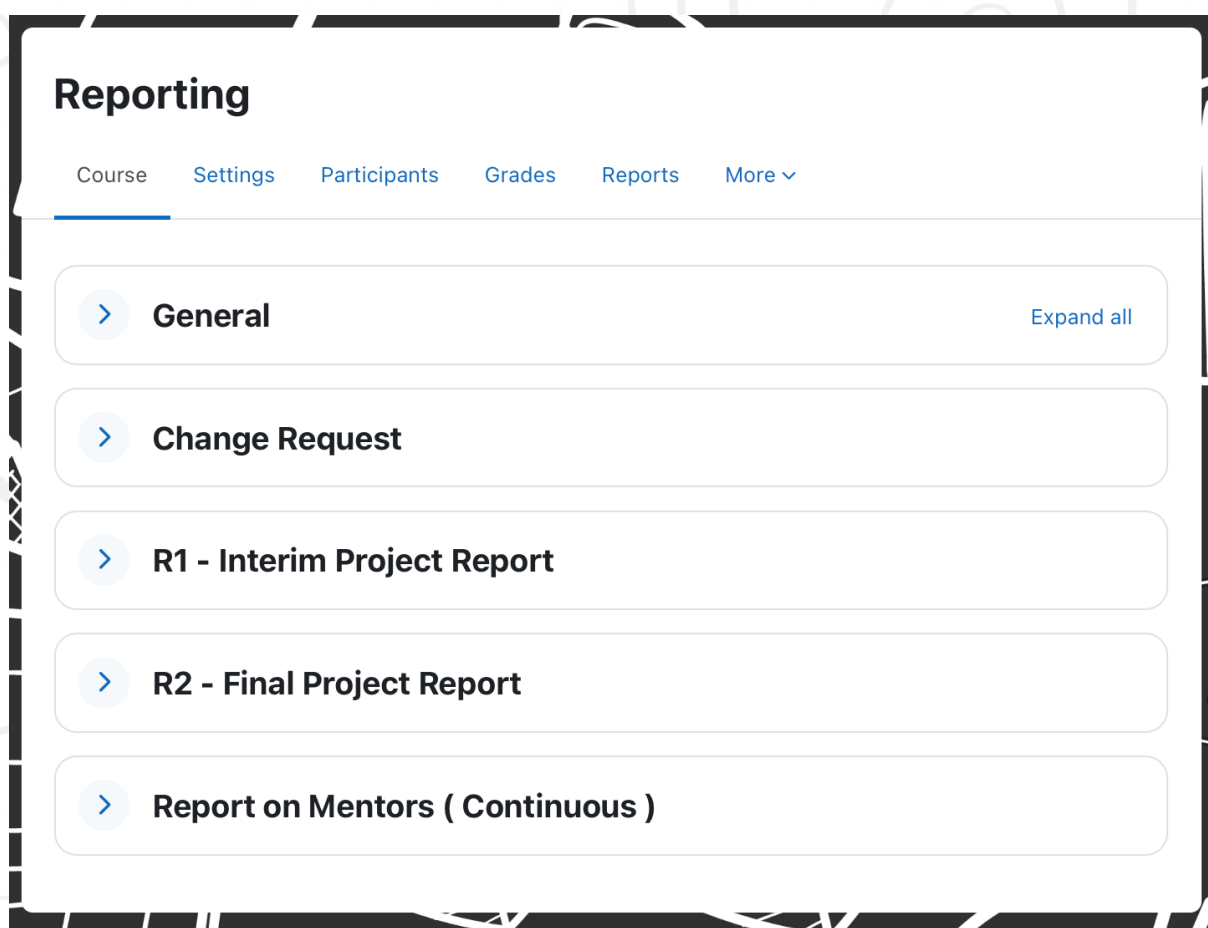 Reporting
Course Settings Participants Grades Reports More
General Expand all
Change Request
R1 - Interim Project Report
R2 - Final Project Report
Report on Mentors ( Continuous )